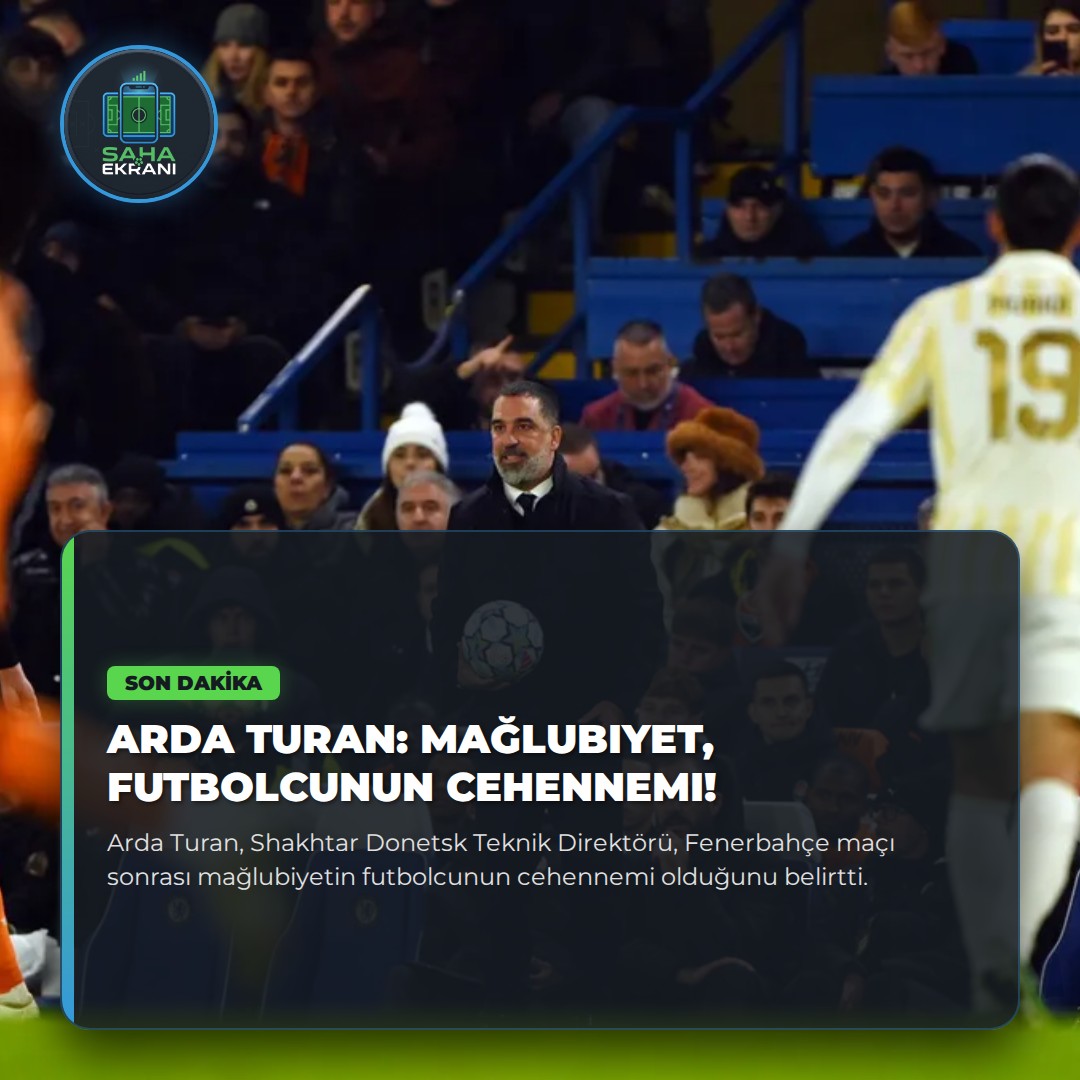 SAHA
EKRANI
19
SON DAKİKA
ARDA TURAN: MAĞLUBIYET,
FUTBOLCUNUN CEHENNEMI!
Arda Turan, Shakhtar Donetsk Teknik Direktörü, Fenerbahçe maçı
sonrası mağlubiyetin futbolcunun cehennemi olduğunu belirtti.